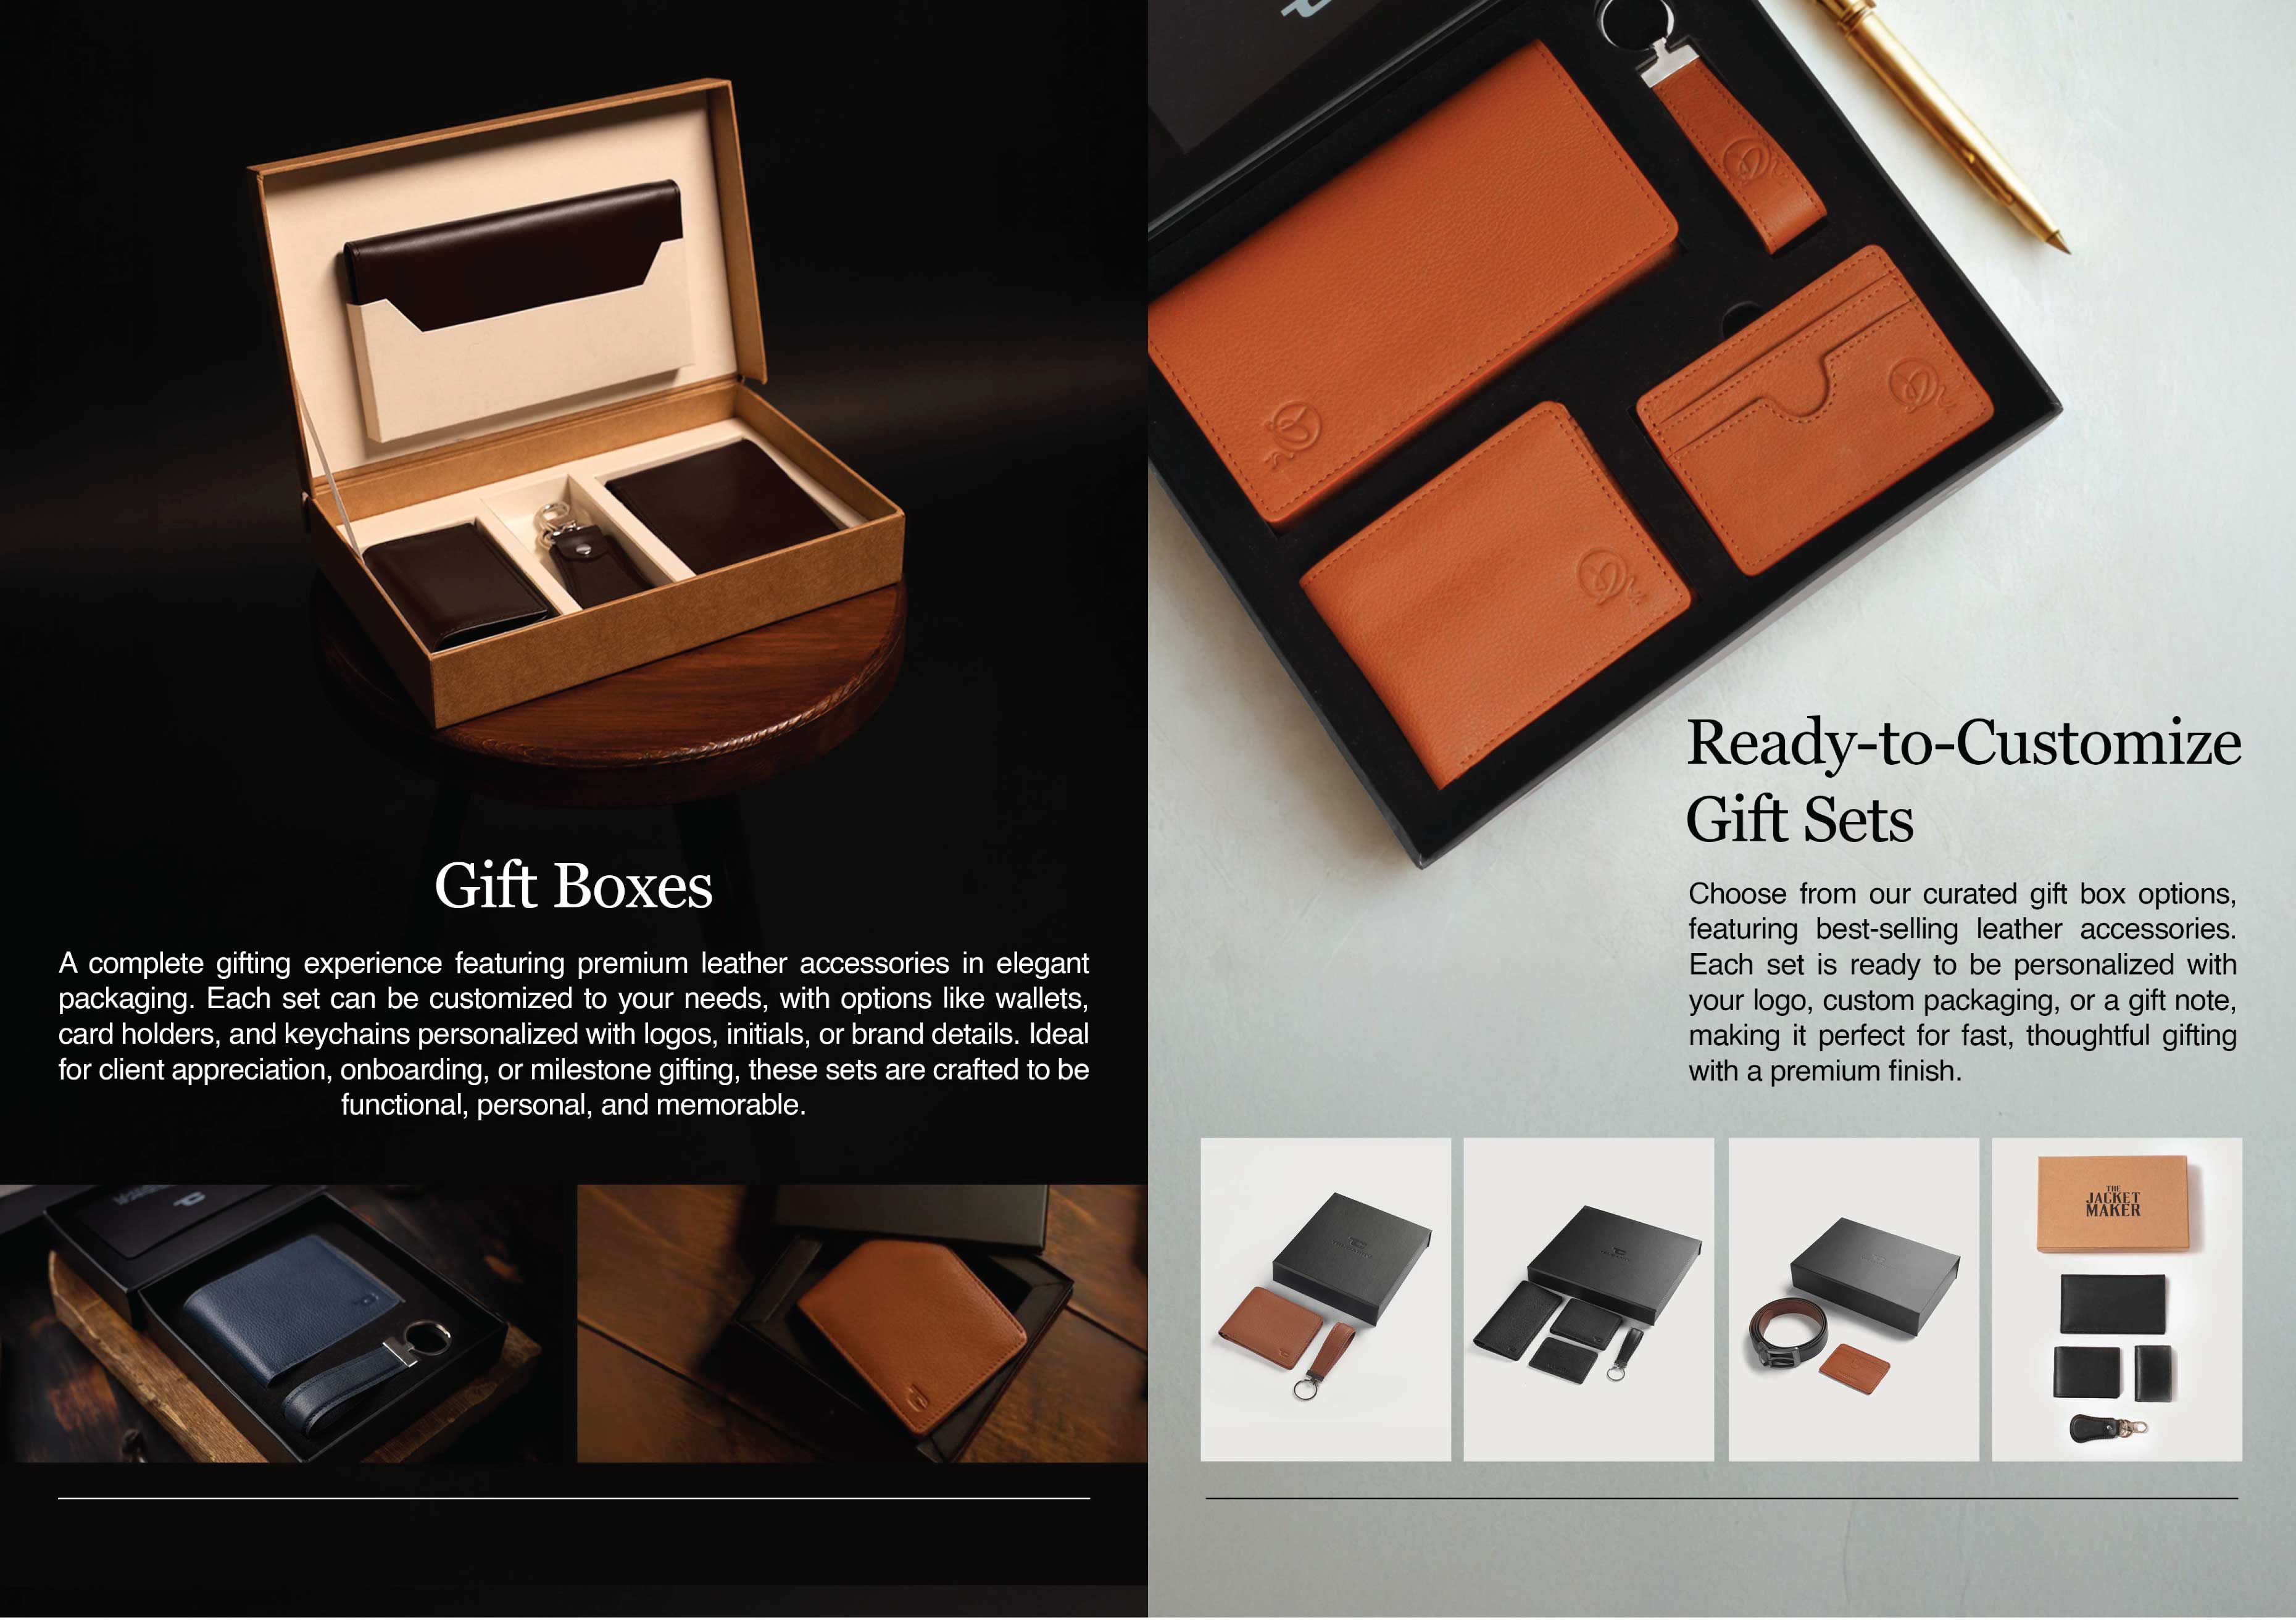 Gift Boxes
A complete gifting experience featuring premium leather accessories in elegant
packaging. Each set can be customized to your needs, with options like wallets,
card holders, and keychains personalized with logos, initials, or brand details. Ideal
for client appreciation, onboarding, or milestone gifting, these sets are crafted to be
functional, personal, and memorable.
Ready-to-Customize
Gift Sets
Choose from our curated gift box options,
featuring best-selling leather accessories.
Each set is ready to be personalized with
your logo, custom packaging, or a gift note,
making it perfect for fast, thoughtful gifting
with a premium finish.
THE
JACKET
MAKER